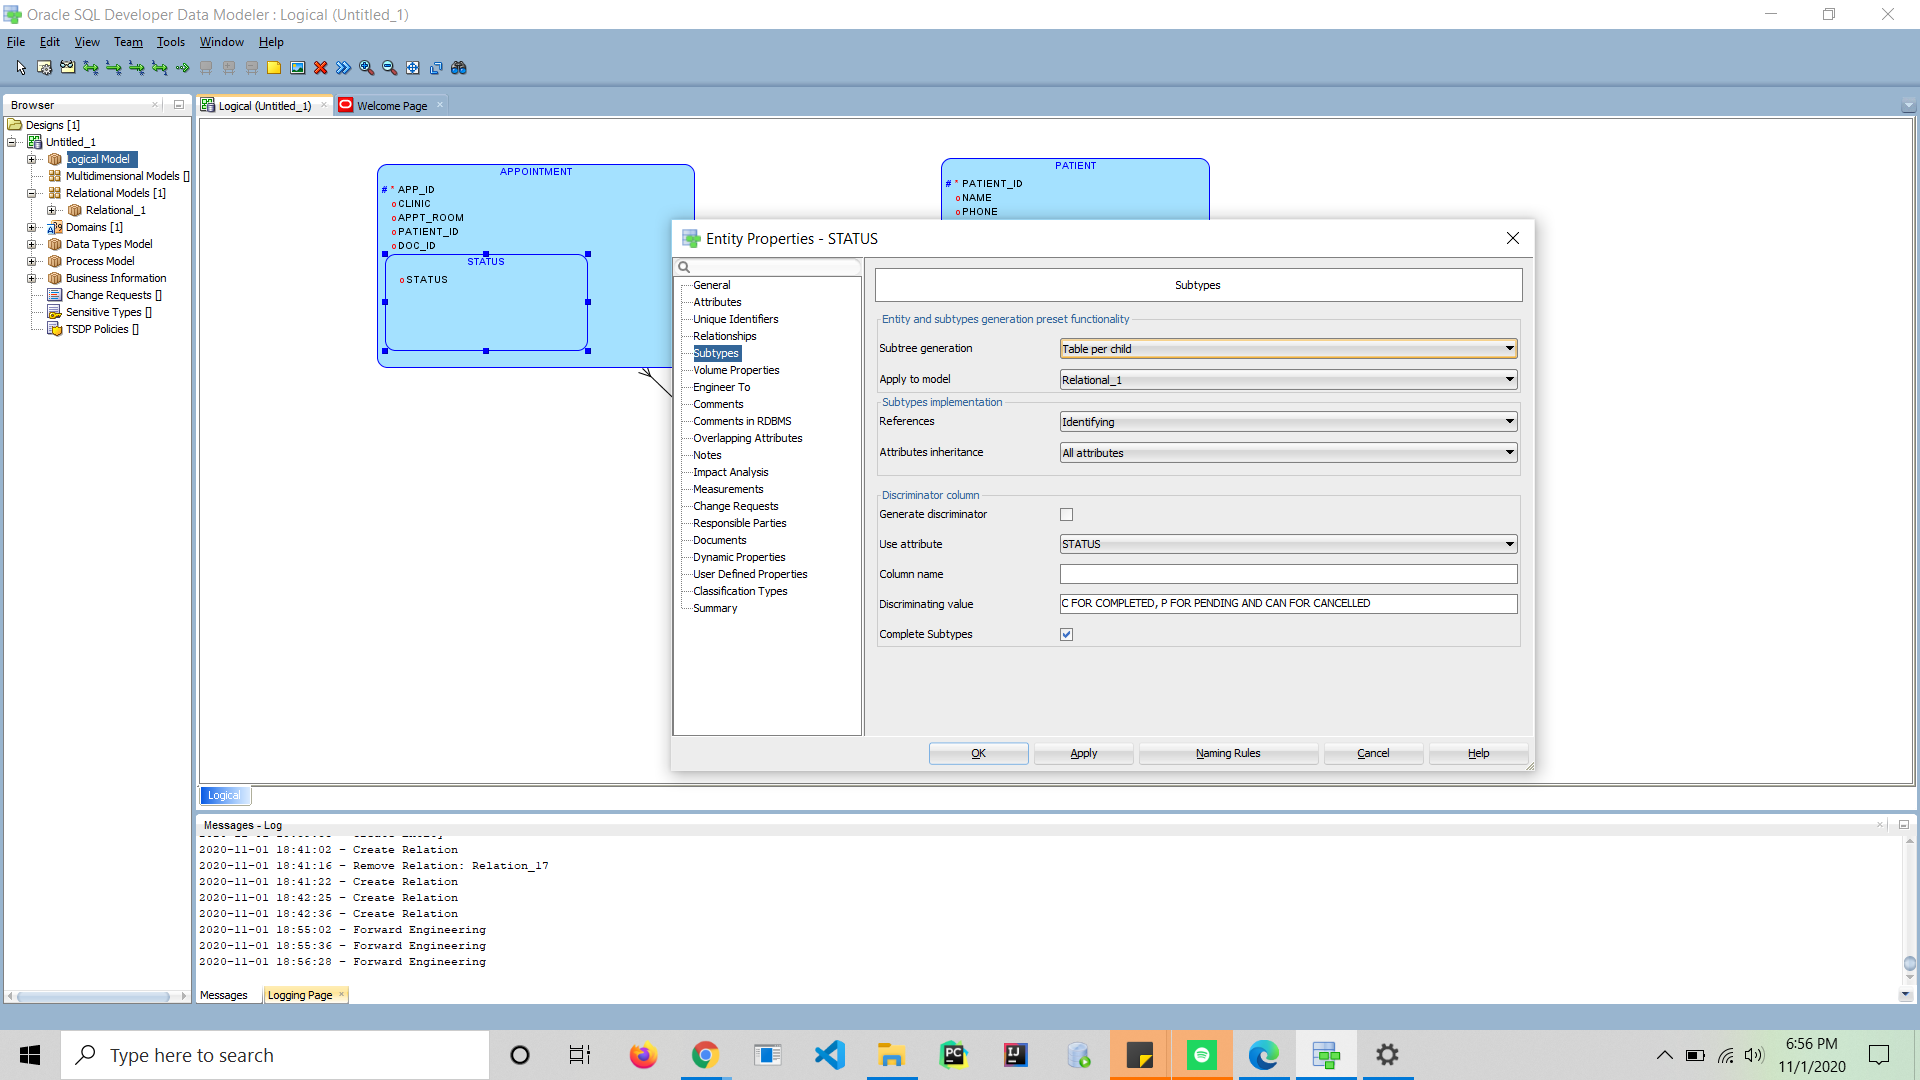 Oracle SQL Developer Data Modeler : Logical (Untitled_1)
File Edit View Team Tools Window Help
Browser
Logical (Untitled_1)
Welcome Page
Designs [1]
Untitled_1
Logical Model
Multidimensional Models []
Relational Models [1]
Relational_1
Domains [1]
Data Types Model
Process Model
Business Information
Change Requests []
Sensitive Types []
TSDP Policies []
APPOINTMENT
# * APP_ID
o CLINIC
o APPT_ROOM
o PATIENT_ID
o DOC_ID
STATUS
o STATUS
PATIENT
# * PATIENT_ID
o NAME
o PHONE
Entity Properties - STATUS
General
Attributes
Unique Identifiers
Relationships
Subtypes
Volume Properties
Engineer To
Comments
Comments in RDBMS
Overlapping Attributes
Notes
Impact Analysis
Measurements
Change Requests
Responsible Parties
Documents
Dynamic Properties
User Defined Properties
Classification Types
Summary
Subtypes
Entity and subtypes generation preset functionality
Subtree generation Table per child
Apply to model Relational_1
Subtypes implementation
References Identifying
Attributes inheritance All attributes
Discriminator column
Generate discriminator
Use attribute STATUS
Column name
Discriminating value C FOR COMPLETED, P FOR PENDING AND CAN FOR CANCELLED
Complete Subtypes
OK Apply Naming Rules Cancel Help
Logical
Messages - Log
2020-11-01 18:41:02 - Create Relation
2020-11-01 18:41:16 - Remove Relation: Relation_17
2020-11-01 18:41:22 - Create Relation
2020-11-01 18:42:25 - Create Relation
2020-11-01 18:42:36 - Create Relation
2020-11-01 18:55:02 - Forward Engineering
2020-11-01 18:55:36 - Forward Engineering
2020-11-01 18:56:28 - Forward Engineering
Messages Logging Page
Type here to search
PC
IJ
6:56 PM
11/1/2020